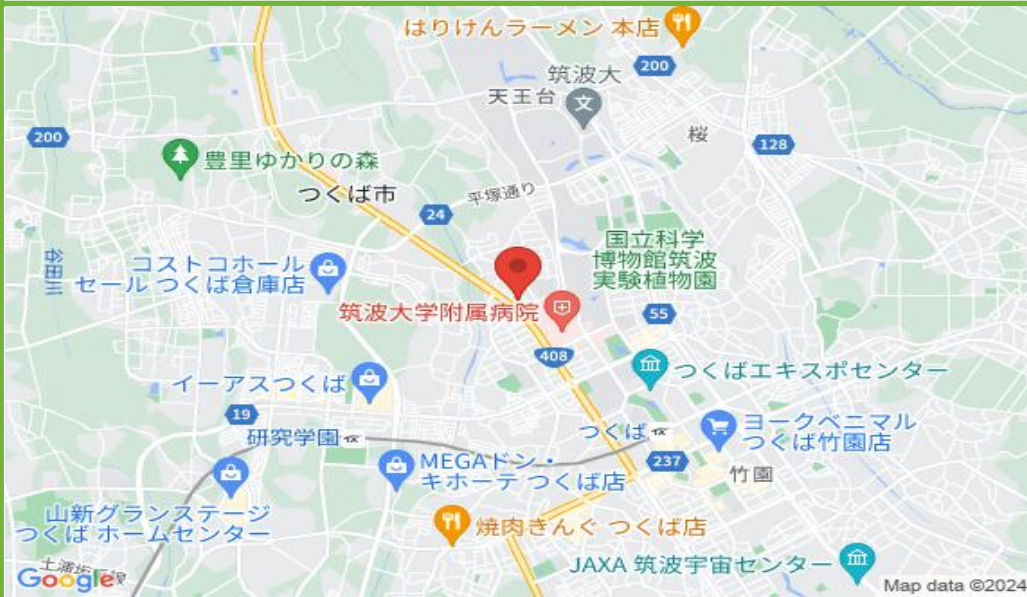 はりけんラーメン 本店
200
筑波大
天王台
文
桜
200
128
豊里ゆかりの森
つくば市
平塚通り
24
谷田川
国立科学
博物館筑波
実験植物園
コストコホール
セール つくば倉庫店
筑波大学附属病院
55
408
つくばエキスポセンター
イーアスつくば
19
研究学園
つくば
ヨークベニマル
つくば竹園店
237
竹園
MEGAドン・
キホーテ つくば店
山新グランステージ
つくば ホームセンター
焼肉きんぐ つくば店
JAXA 筑波宇宙センター
Google
Map data ©2024